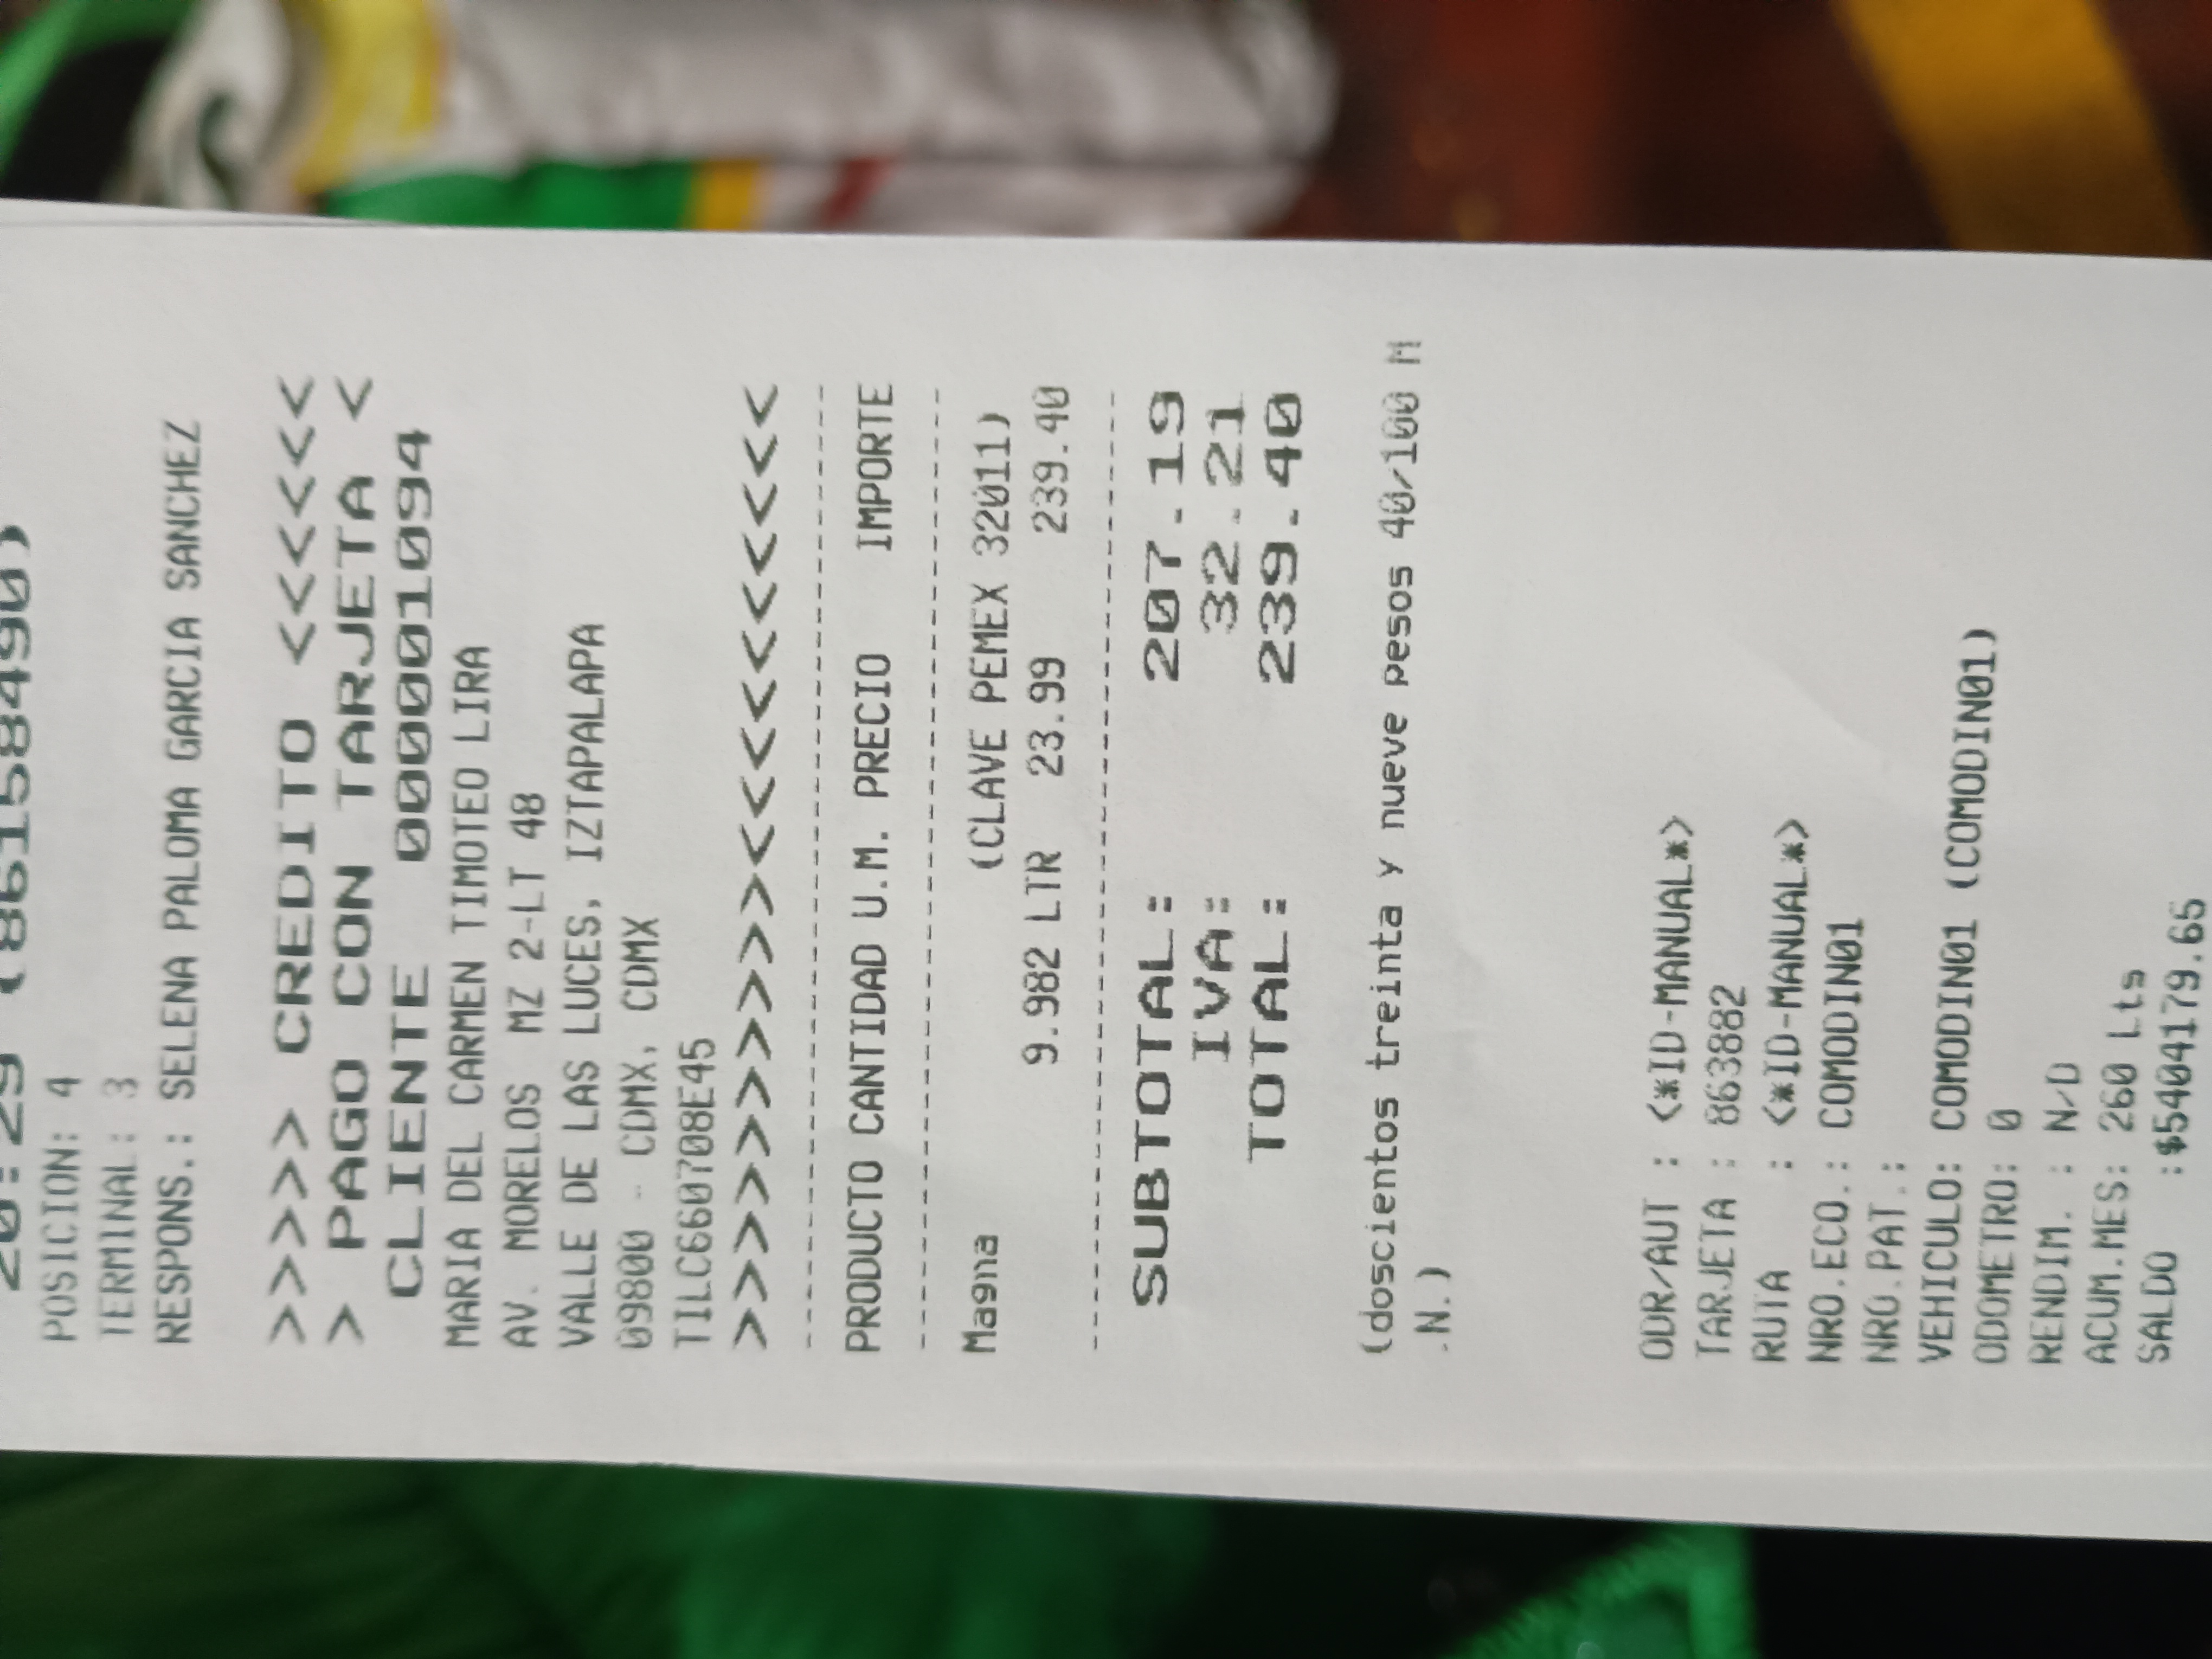 20:29 (861584490)
POSICION: 4
TERMINAL: 3
RESPONS.: SELENA PALOMA GARCIA SANCHEZ
>>>> CREDITO <<<<<<
> PAGO CON TARJETA <
CLIENTE 0000001094
MARIA DEL CARMEN TIMOTEO LIRA
AV. MORELOS MZ 2-LT 48
VALLE DE LAS LUCES, IZTAPALAPA
09800 - CDMX, CDMX
TILC660708E45
>>>>>>>>>><<<<<<<<<<
--------------------------------
PRODUCTO CANTIDAD U.M. PRECIO IMPORTE
--------------------------------
Magna (CLAVE PEMEX 32011)
9.982 LTR 23.99 239.40
--------------------------------
SUBTOTAL: 207.19
IVA: 32.21
TOTAL: 239.40
(doscientos treinta y nueve pesos 40/100 M
.N.)
ODR/AUT : <*ID-MANUAL*>
TARJETA : 863882
RUTA : <*ID-MANUAL*>
NRO.ECO.: COMODIN01
NRO.PAT.:
VEHICULO: COMODIN01 (COMODIN01)
ODOMETRO: 0
RENDIM. : N/D
ACUM.MES: 260 Lts
SALDO :$5404179.65